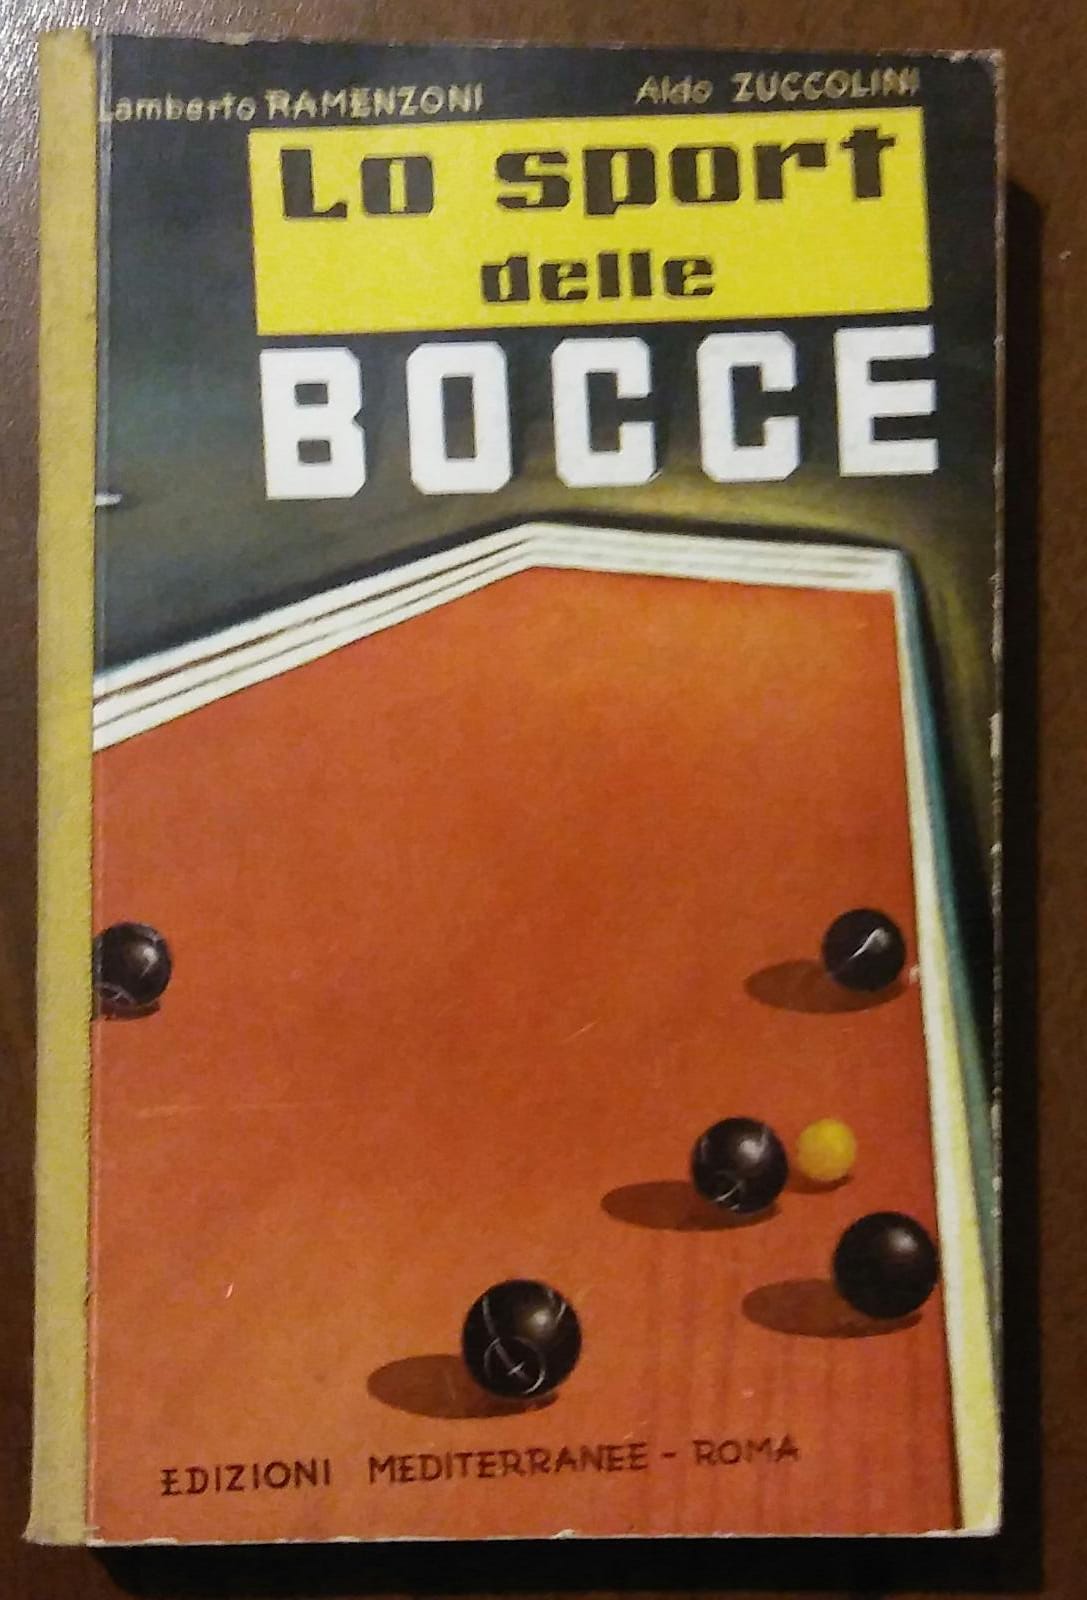 Lamberto RAMENZONI Aldo ZUCCOLINI
Lo sport
delle
BOCCE
EDIZIONI MEDITERRANEE - ROMA